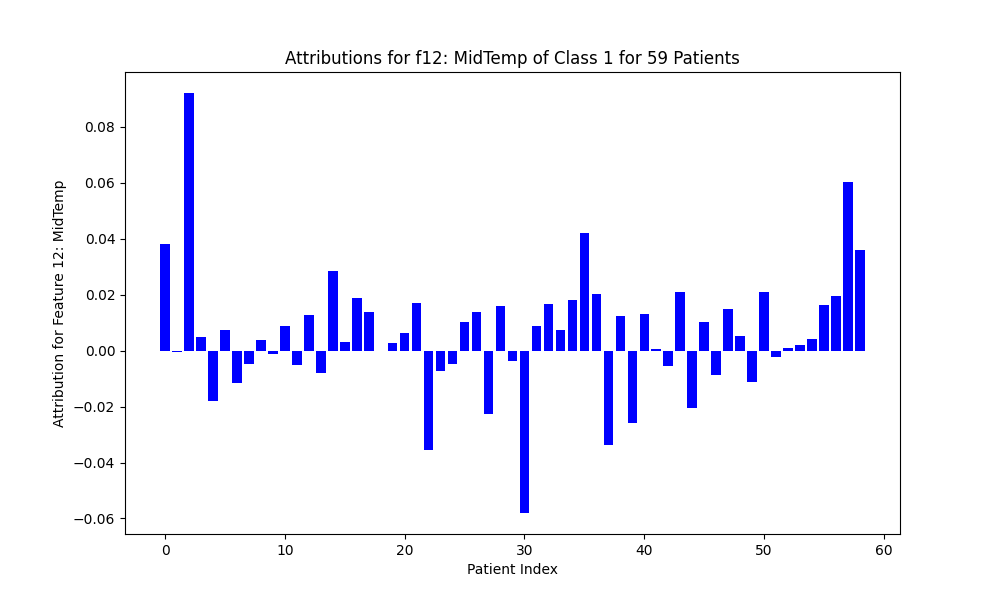 Attributions for f12: MidTemp of Class 1 for 59 Patients
Attribution for Feature 12: MidTemp
0.08
0.06
0.04
0.02
0.00
−0.02
−0.04
−0.06
0 10 20 30 40 50 60
Patient Index